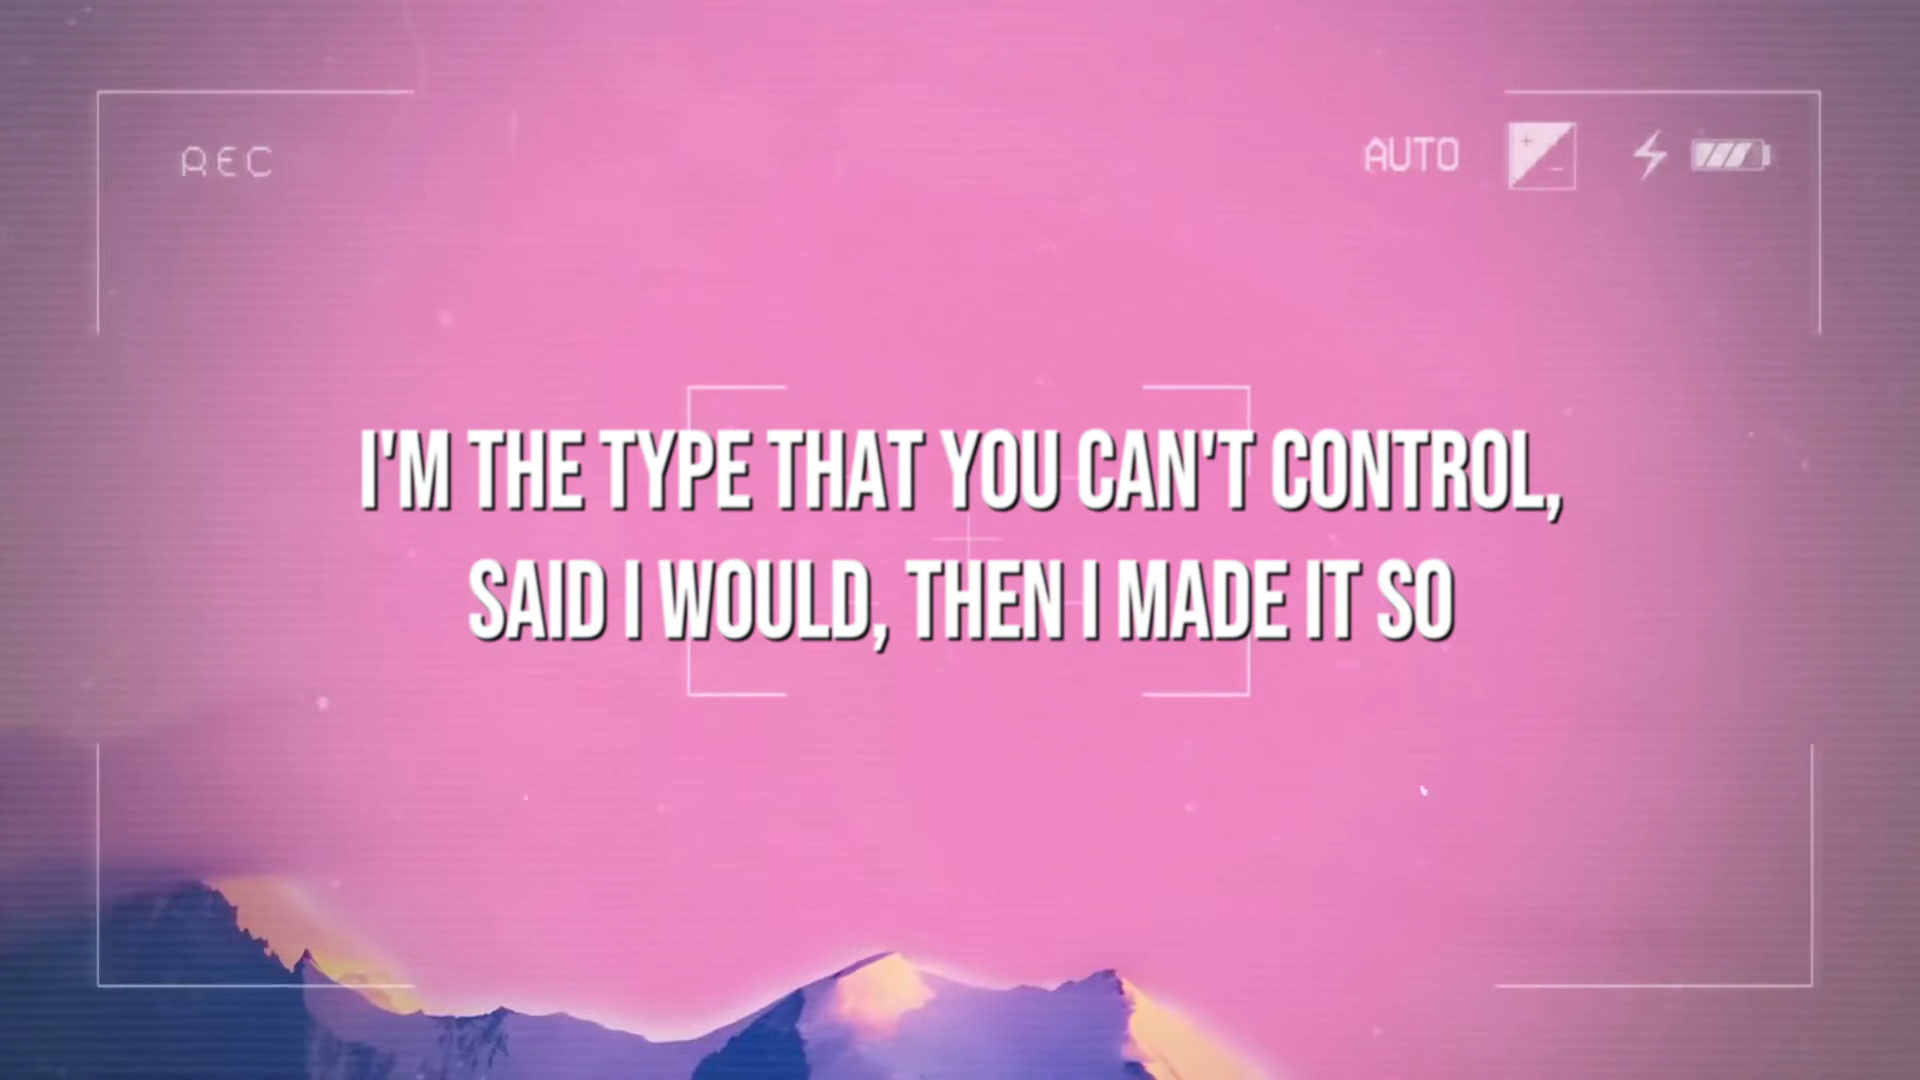 REC
AUTO
I'M THE TYPE THAT YOU CAN'T CONTROL,
SAID I WOULD, THEN I MADE IT SO